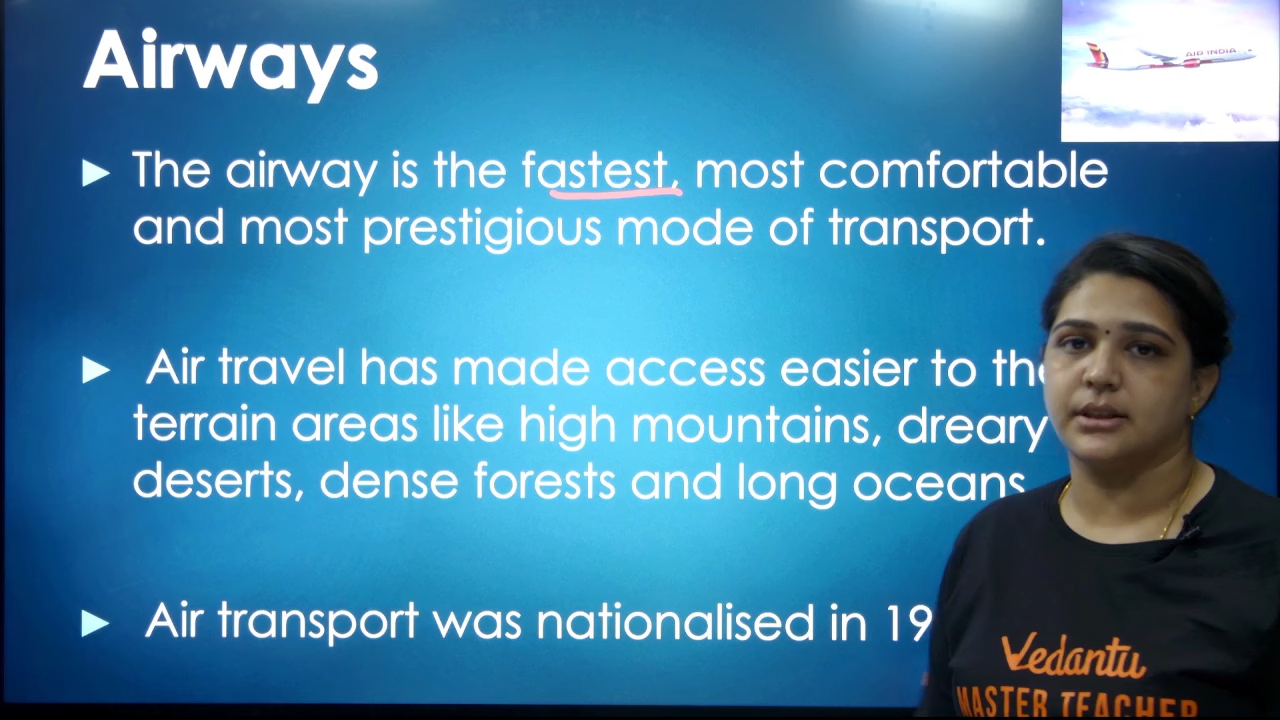 Airways
AIR INDIA
▶ The airway is the fastest, most comfortable
and most prestigious mode of transport.
▶ Air travel has made access easier to the
terrain areas like high mountains, dreary
deserts, dense forests and long oceans
▶ Air transport was nationalised in 19
Vedantu
MASTER TEACHER